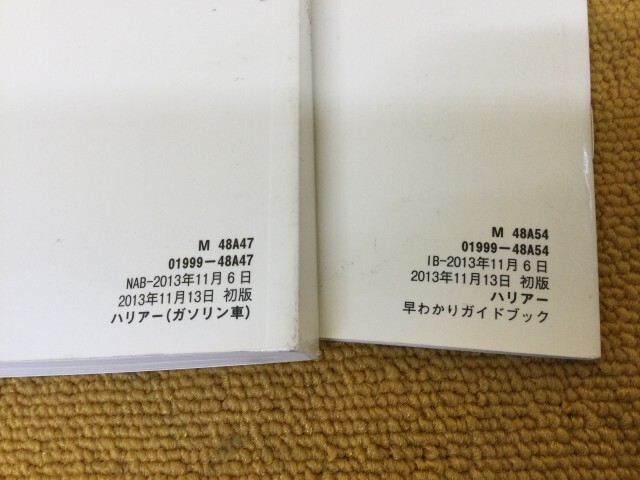 M 48A47
01999-48A47
NAB-2013年11月6日
2013年11月13日 初版
ハリアー(ガソリン車)
M 48A54
01999-48A54
IB-2013年11月6日
2013年11月13日 初版
ハリアー
早わかりガイドブック